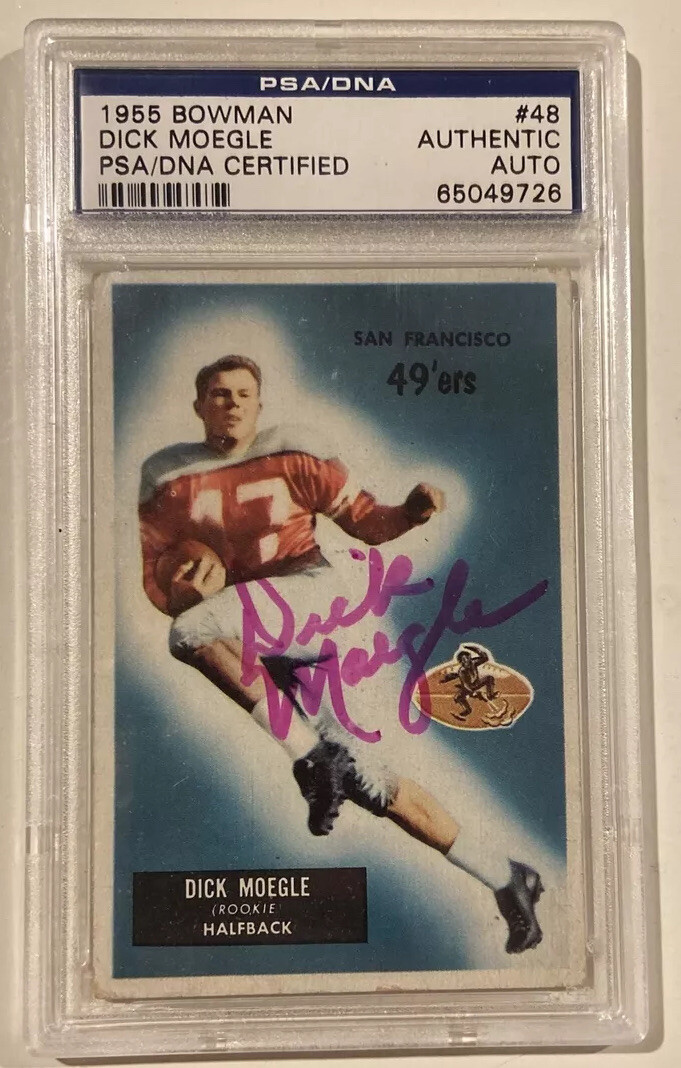 PSA/DNA
1955 BOWMAN #48
DICK MOEGLE AUTHENTIC
PSA/DNA CERTIFIED AUTO
65049726
SAN FRANCISCO
49'ers
17
Dick
Moegle
DICK MOEGLE
(ROOKIE)
HALFBACK